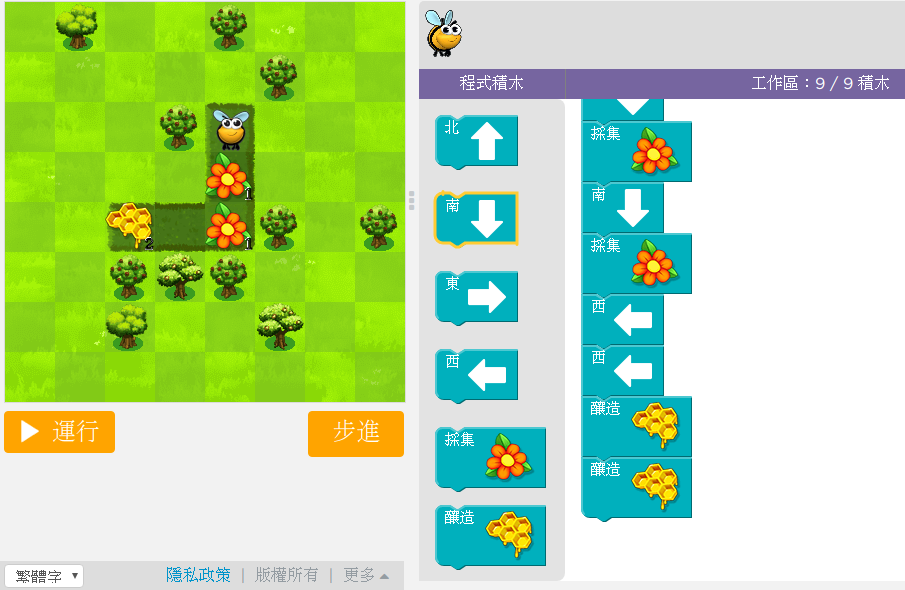 程式積木
工作區：9 / 9 積木
北
南
東
西
採集
釀造
採集
南
採集
西
西
釀造
釀造
1
1
2
運行
步進
繁體字
隱私政策 | 版權所有 | 更多